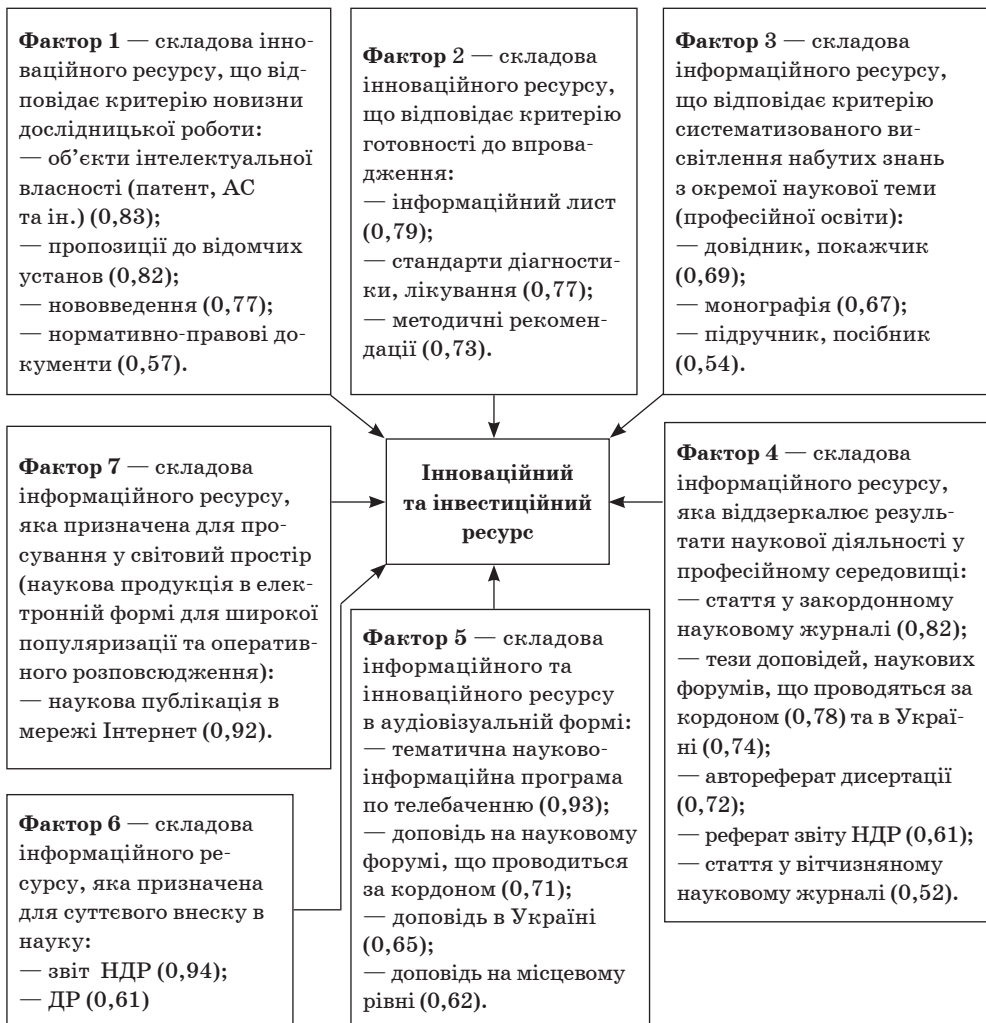 Фактор 1 — складова інно-
ваційного ресурсу, що від-
повідає критерію новизни
дослідницької роботи:
— об’єкти інтелектуальної
власності (патент, АС
та ін.) (0,83);
— пропозиції до відомчих
установ (0,82);
— нововведення (0,77);
— нормативно-правові до-
кументи (0,57).
Фактор 2 — складова
інноваційного ресурсу,
що відповідає критерію
готовності до впрова-
дження:
— інформаційний лист
(0,79);
— стандарти діагности-
ки, лікування (0,77);
— методичні рекомен-
дації (0,73).
Фактор 3 — складова
інформаційного ресурсу,
що відповідає критерію
систематизованого ви-
світлення набутих знань
з окремої наукової теми
(професійної освіти):
— довідник, покажчик
(0,69);
— монографія (0,67);
— підручник, посібник
(0,54).
Фактор 7 — складова
інформаційного ресурсу,
яка призначена для про-
сування у світовий простір
(наукова продукція в елек-
тронній формі для широкої
популяризації та оператив-
ного розповсюдження):
— наукова публікація в
мережі Інтернет (0,92).
Інноваційний
та інвестиційний
ресурс
Фактор 4 — складова
інформаційного ресурсу,
яка віддзеркалює резуль-
тати наукової діяльності у
професійному середовищі:
— стаття у закордонному
науковому журналі (0,82);
— тези доповідей, наукових
форумів, що проводяться за
кордоном (0,78) та в Украї-
ні (0,74);
— автореферат дисертації
(0,72);
— реферат звіту НДР (0,61);
— стаття у вітчизняному
науковому журналі (0,52).
Фактор 6 — складова
інформаційного ре-
сурсу, яка призначена
для суттєвого внеску в
науку:
— звіт НДР (0,94);
— ДР (0,61)
Фактор 5 — складова
інформаційного та
інноваційного ресурсу
в аудіовізуальній формі:
— тематична науково-
інформаційна програма
по телебаченню (0,93);
— доповідь на науковому
форумі, що проводиться
за кордоном (0,71);
— доповідь в Україні
(0,65);
— доповідь на місцевому
рівні (0,62).